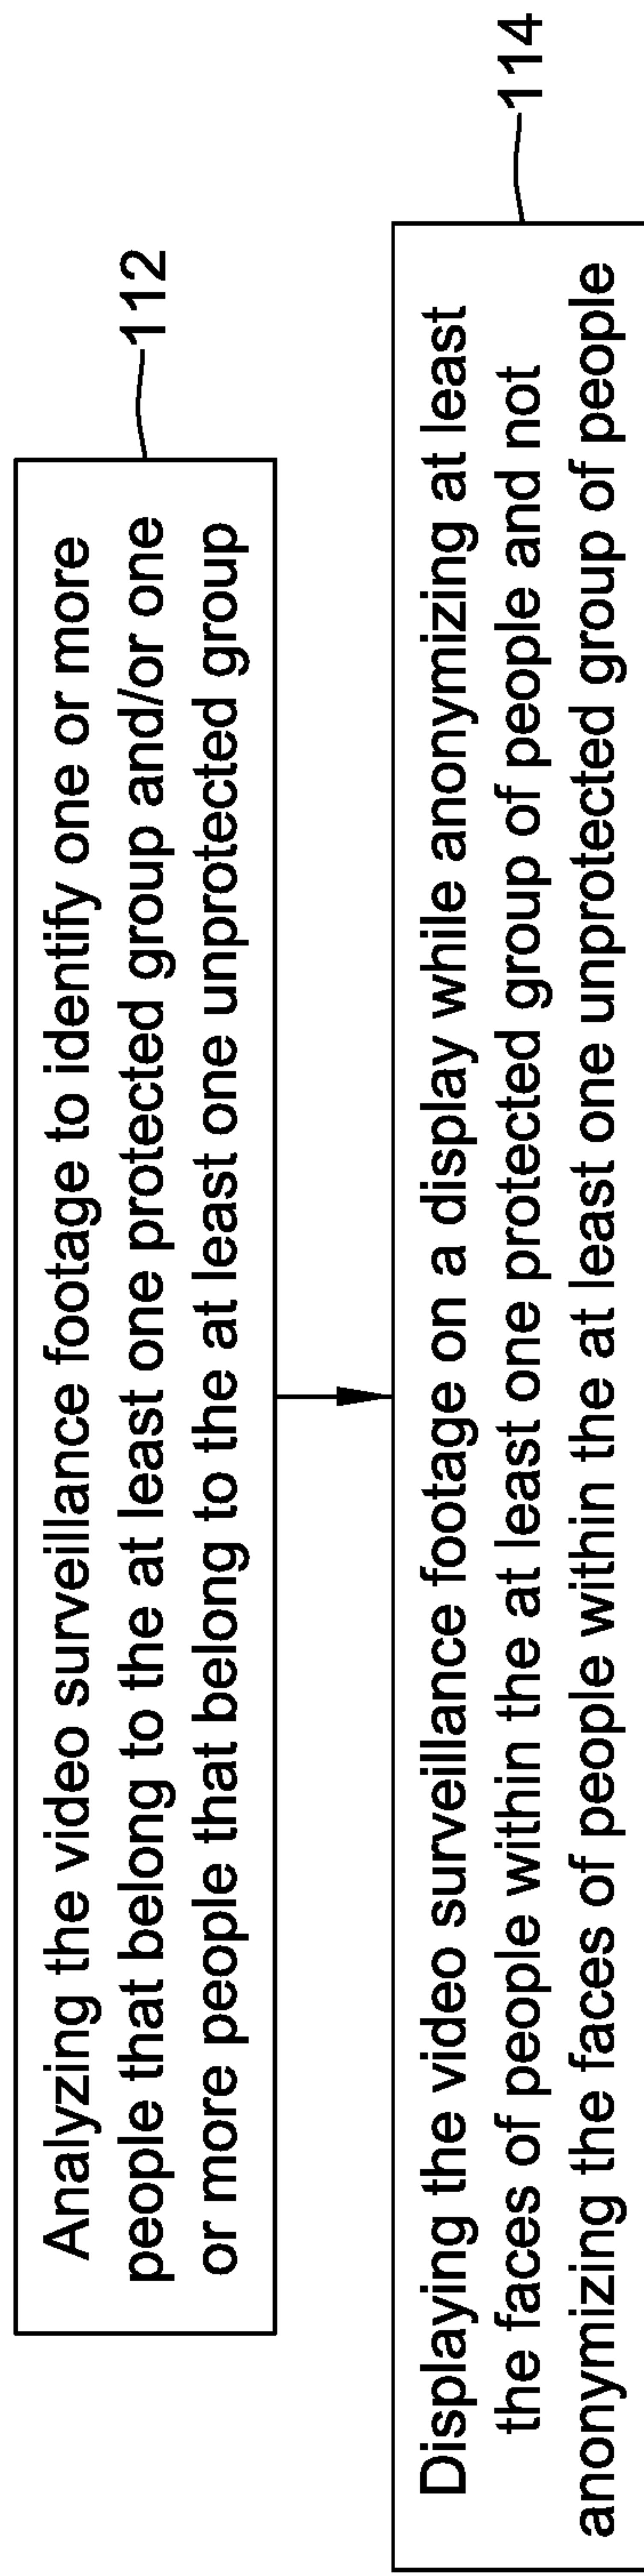 Analyzing the video surveillance footage to identify one or more
people that belong to the at least one protected group and/or one
or more people that belong to the at least one unprotected group
112
Displaying the video surveillance footage on a display while anonymizing at least
the faces of people within the at least one protected group of people and not
anonymizing the faces of people within the at least one unprotected group of people
114